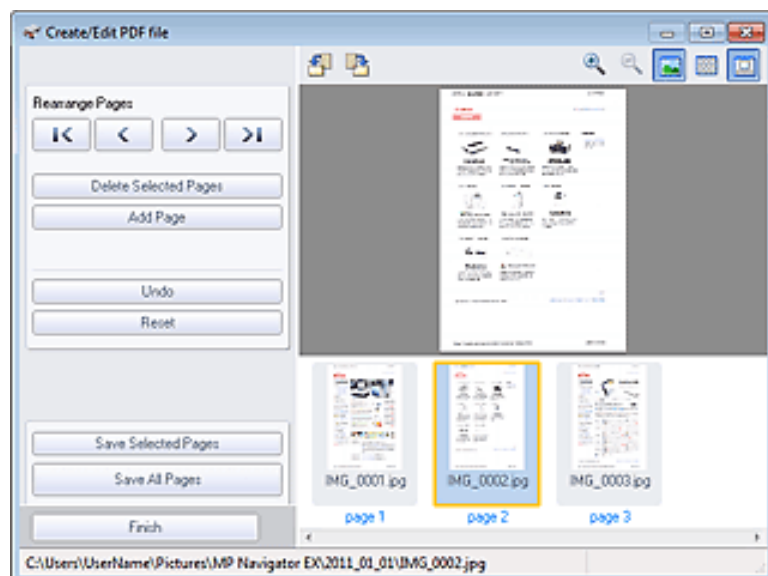 Create/Edit PDF file
Rearrange Pages
Delete Selected Pages
Add Page
Undo
Reset
Save Selected Pages
Save All Pages
Finish
IMG_0001.jpg
IMG_0002.jpg
IMG_0003.jpg
page 1
page 2
page 3
C:\Users\UserName\Pictures\MP Navigator EX\2011_01_01\IMG_0002.jpg